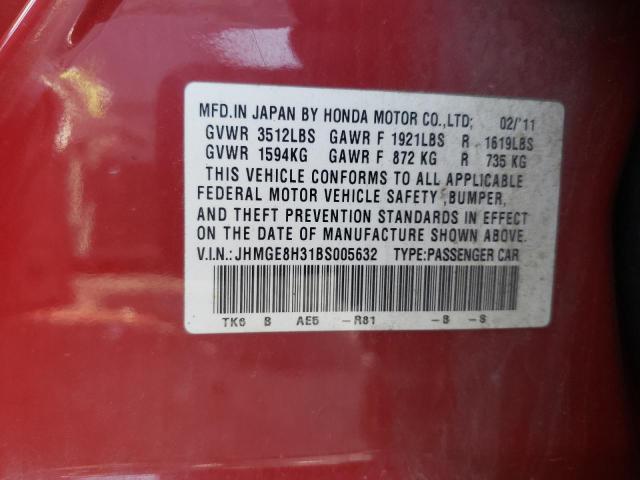 MFD.IN JAPAN BY HONDA MOTOR CO.,LTD; 02/'11
GVWR 3512LBS GAWR F 1921LBS R 1619LBS
GVWR 1594KG GAWR F 872 KG R 735 KG
THIS VEHICLE CONFORMS TO ALL APPLICABLE
FEDERAL MOTOR VEHICLE SAFETY ,BUMPER,
AND THEFT PREVENTION STANDARDS IN EFFECT
ON THE DATE OF MANUFACTURE SHOWN ABOVE.
V.I.N.:JHMGE8H31BS005632 TYPE:PASSENGER CAR
TK6 B AE5 -R81 -B -S